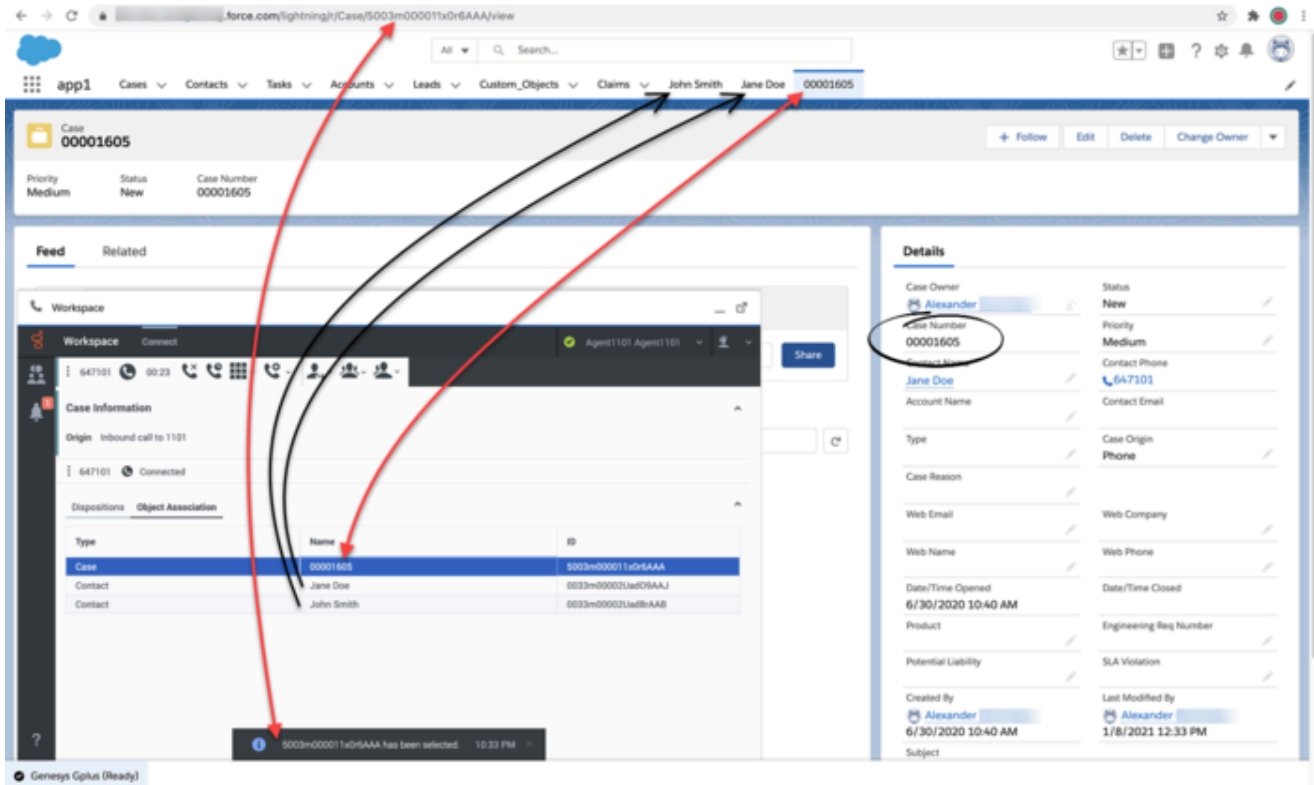 .force.com/lightning/r/Case/5003m000011x0r6AAA/view
All Search...
app1 Cases Contacts Tasks Accounts Leads Custom_Objects Claims John Smith Jane Doe 00001605
Case
00001605
+ Follow Edit Delete Change Owner
Priority Status Case Number
Medium New 00001605
Feed Related
Workspace
Workspace Connect Agent1101 Agent1101
Share
647101 00:23
1
Case Information
Origin Inbound call to 1101
647101 Connected
Dispositions Object Association
Type Name ID
Case 00001605 5003m000011x0r6AAA
Contact Jane Doe 0033m00002UadO9AAJ
Contact John Smith 0033m00002UadBrAAB
?
5003m000011x0r6AAA has been selected. 10:33 PM ×
Genesys Gplus (Ready)
Details
Case Owner Status
Alexander New
Case Number Priority
00001605 Medium
Contact Name Contact Phone
Jane Doe 647101
Account Name Contact Email
Type Case Origin
Phone
Case Reason
Web Email Web Company
Web Name Web Phone
Date/Time Opened Date/Time Closed
6/30/2020 10:40 AM
Product Engineering Req Number
Potential Liability SLA Violation
Created By Last Modified By
Alexander Alexander
6/30/2020 10:40 AM 1/8/2021 12:33 PM
Subject